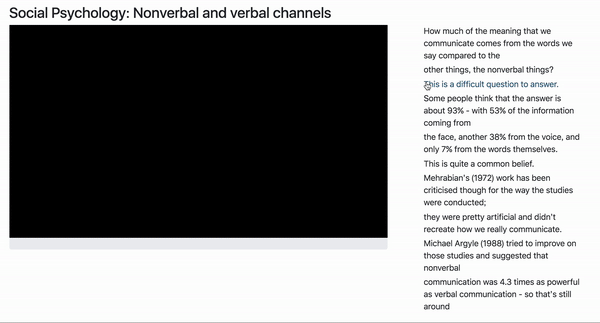 Social Psychology: Nonverbal and verbal channels
How much of the meaning that we
communicate comes from the words we
say compared to the
other things, the nonverbal things?
This is a difficult question to answer.
Some people think that the answer is
about 93% - with 53% of the information
coming from
the face, another 38% from the voice, and
only 7% from the words themselves.
This is quite a common belief.
Mehrabian's (1972) work has been
criticised though for the way the studies
were conducted;
they were pretty artificial and didn't
recreate how we really communicate.
Michael Argyle (1988) tried to improve on
those studies and suggested that
nonverbal
communication was 4.3 times as powerful
as verbal communication - so that's still
around